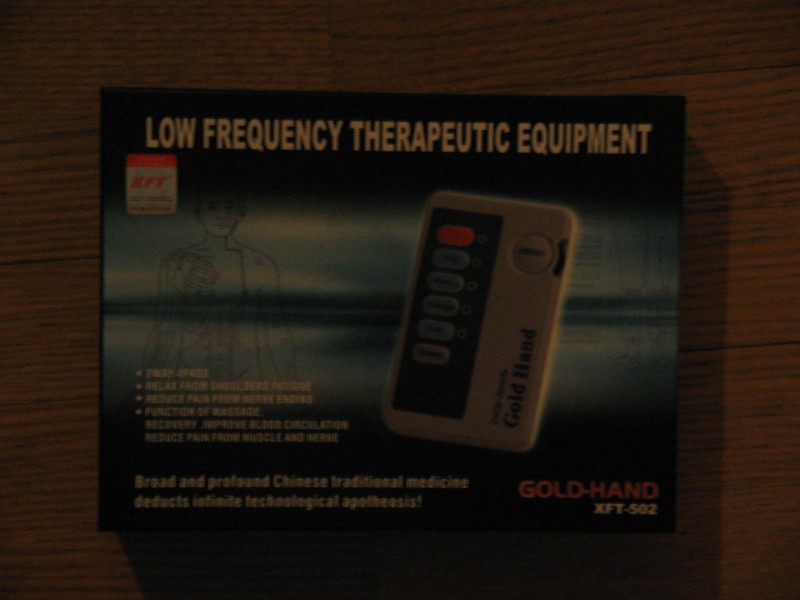 LOW FREQUENCY THERAPEUTIC EQUIPMENT
XFT
• 2WAY-4PADS
• RELAX FROM SHOULDERS FATIGUE
• REDUCE PAIN FROM NERVE ENDING
• FUNCTION OF MASSAGE:
RECOVERY ,IMPROVE BLOOD CIRCULATION
REDUCE PAIN FROM MUSCLE AND NERVE
Gold Hand
Broad and profound Chinese traditional medicine
deducts infinite technological apotheosis!
GOLD-HAND
XFT-502